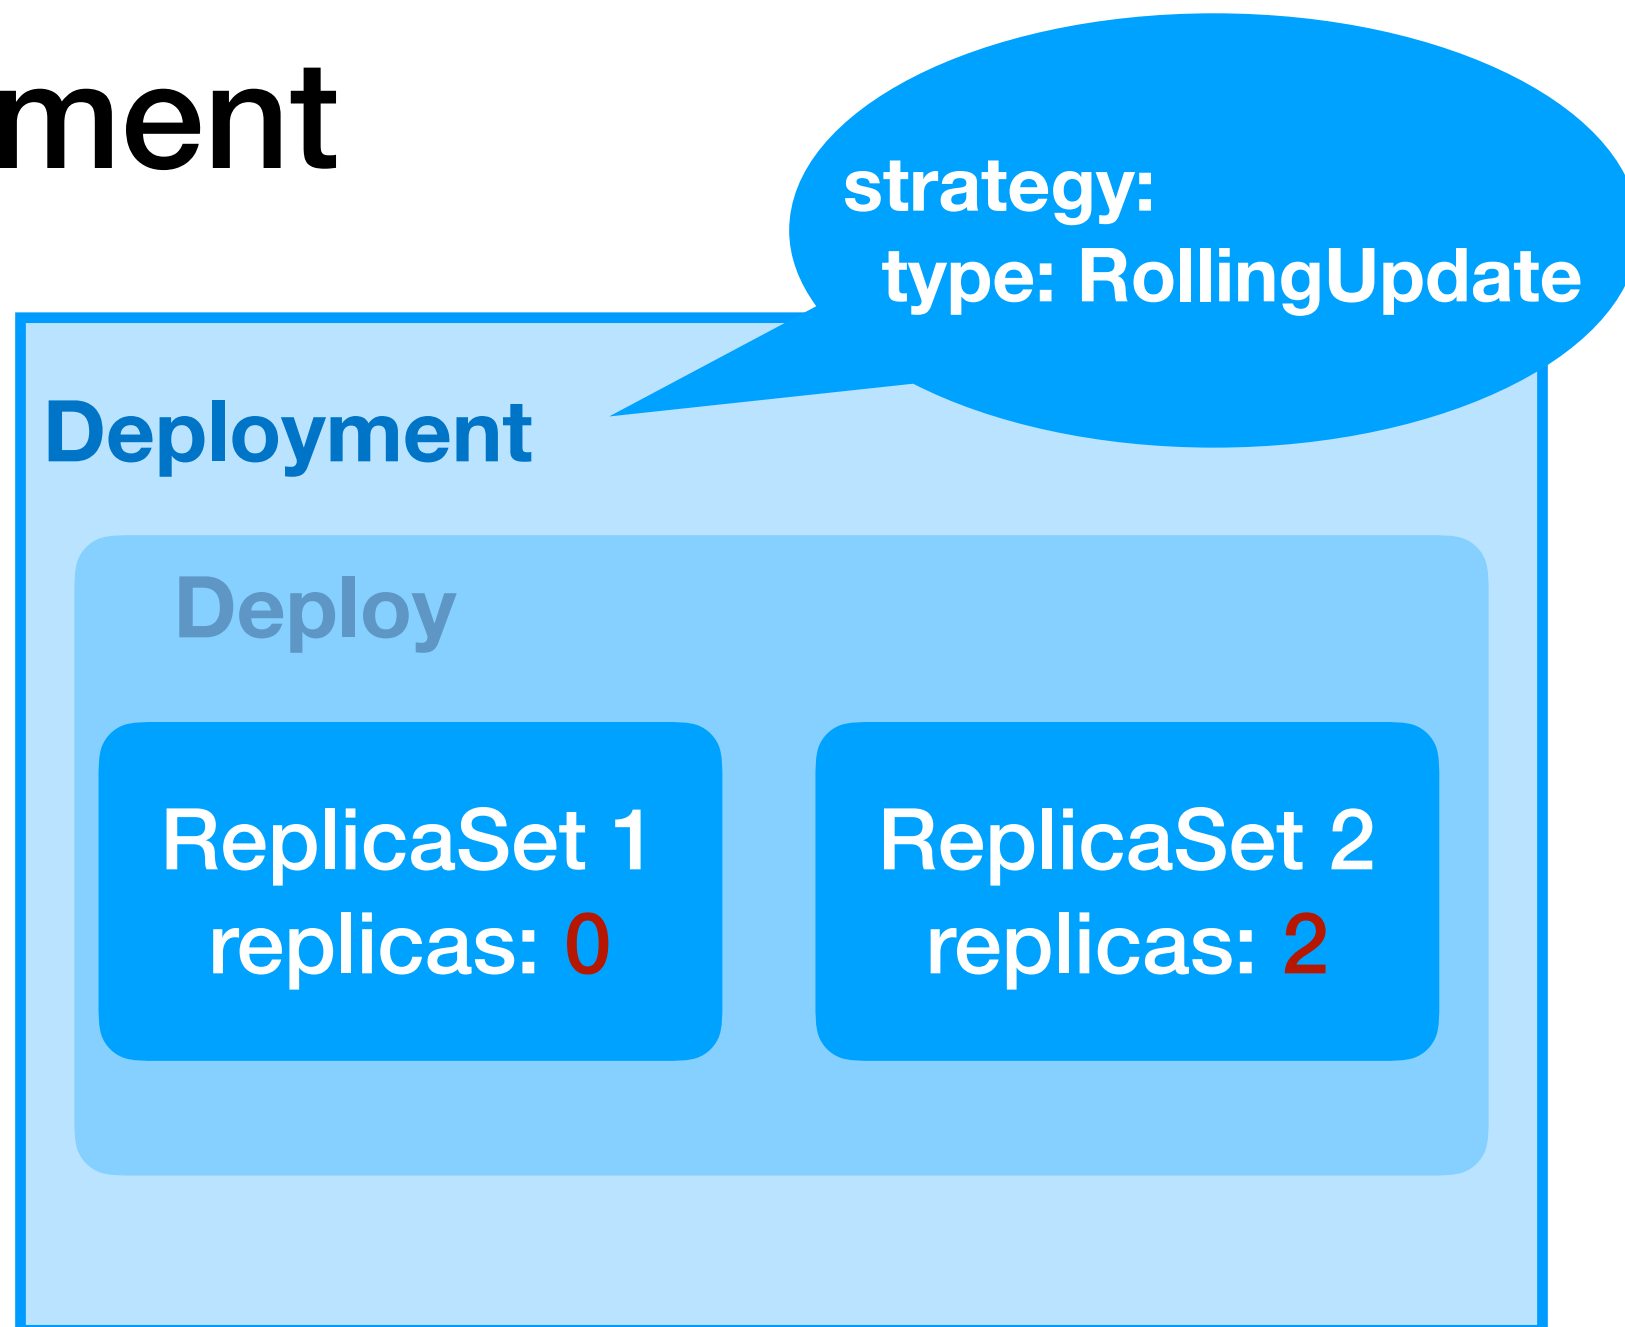 ment
strategy:
type: RollingUpdate
Deployment
Deploy
ReplicaSet 1
replicas: 0
ReplicaSet 2
replicas: 2